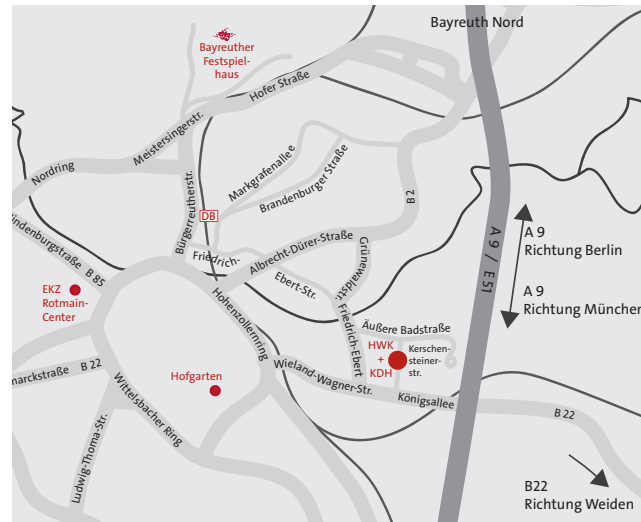 Bayreuth Nord
Bayreuther
Festspiel-
haus
Hofer Straße
Meistersingerstr.
Nordring
Markgrafenallee
Brandenburger Straße
B 2
Bürgerreutherstr.
DB
A 9 / E51
A 9
Richtung Berlin
A 9
Richtung München
B 85
Friedrich-
Albrecht-Dürer-Straße
Grünewaldstr.
Ebert-Str.
EKZ
Rotmain-
Center
Hohenzollernring
Friedrich-Ebert
Äußere Badstraße
HWK
+
KDH
Kerschen-
steiner-
str.
B 22
Hofgarten
Wieland-Wagner-Str.
Königsallee
B 22
Wittelsbacher Ring
Ludwig-Thoma-Str.
B22
Richtung Weiden